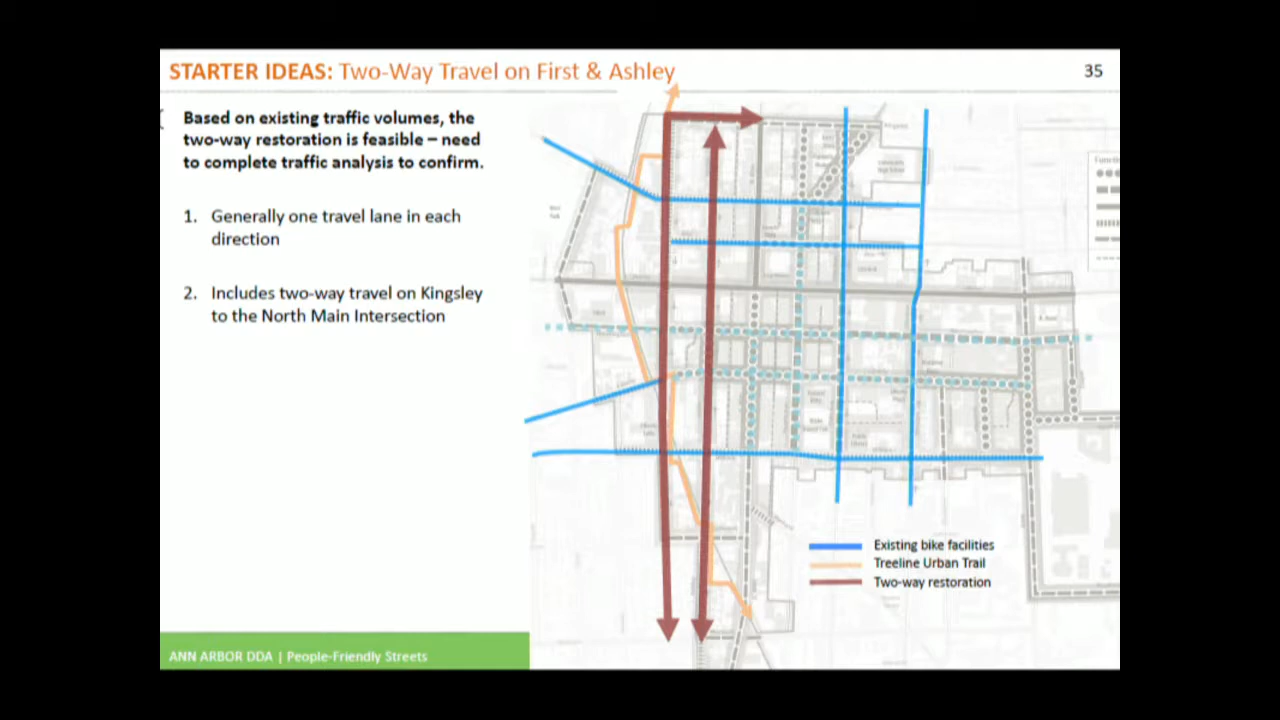 STARTER IDEAS: Two-Way Travel on First & Ashley
35
Based on existing traffic volumes, the
two-way restoration is feasible – need
to complete traffic analysis to confirm.
1. Generally one travel lane in each
direction
2. Includes two-way travel on Kingsley
to the North Main Intersection
Existing bike facilities
Treeline Urban Trail
Two-way restoration
ANN ARBOR DDA | People-Friendly Streets